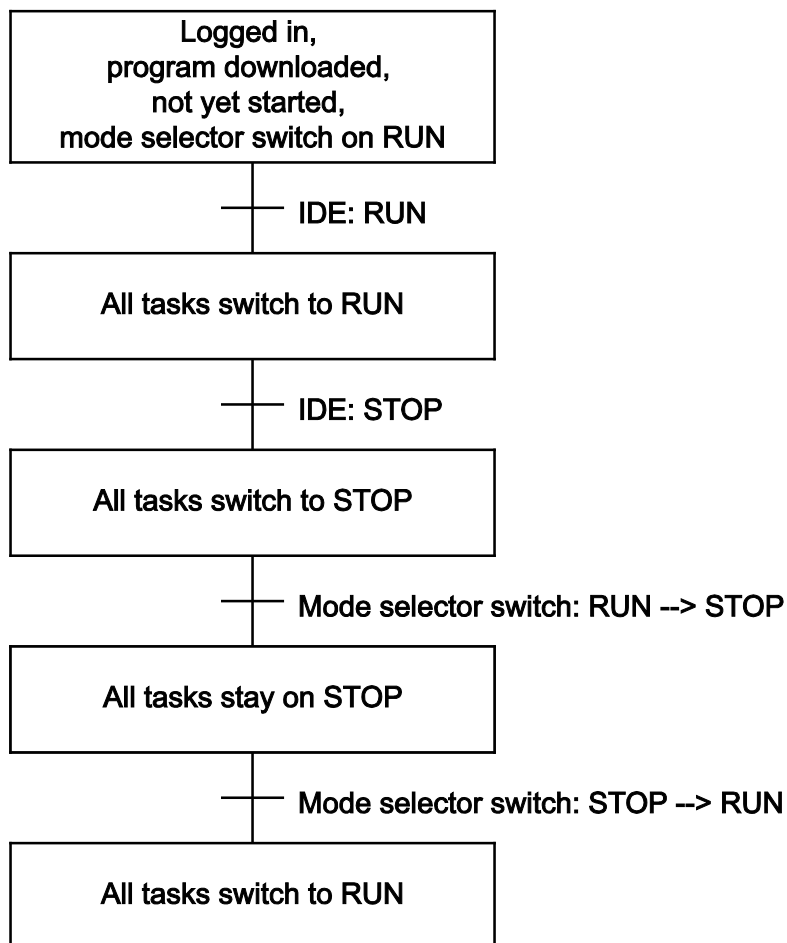 Logged in,
program downloaded,
not yet started,
mode selector switch on RUN
IDE: RUN
All tasks switch to RUN
IDE: STOP
All tasks switch to STOP
Mode selector switch: RUN --> STOP
All tasks stay on STOP
Mode selector switch: STOP --> RUN
All tasks switch to RUN